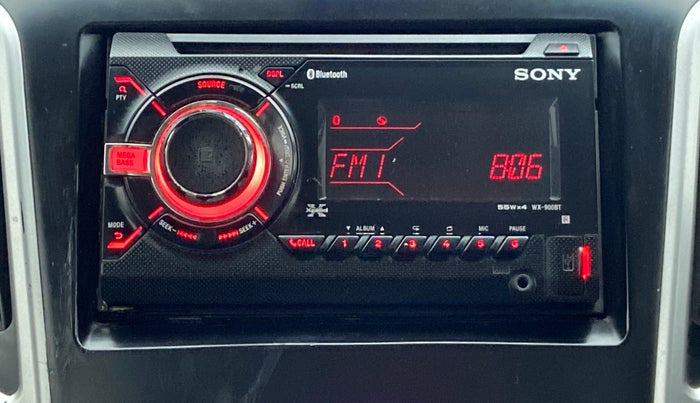 DSPL
Bluetooth
SONY
SOURCE
SCRL
PTY
MEGA
BASS
FM1
806
55W×4 WX-900BT
MODE
SEEK-
SEEK+
▼ ALBUM ▲
MIC
PAUSE
CALL
1
2
3
4
5
6